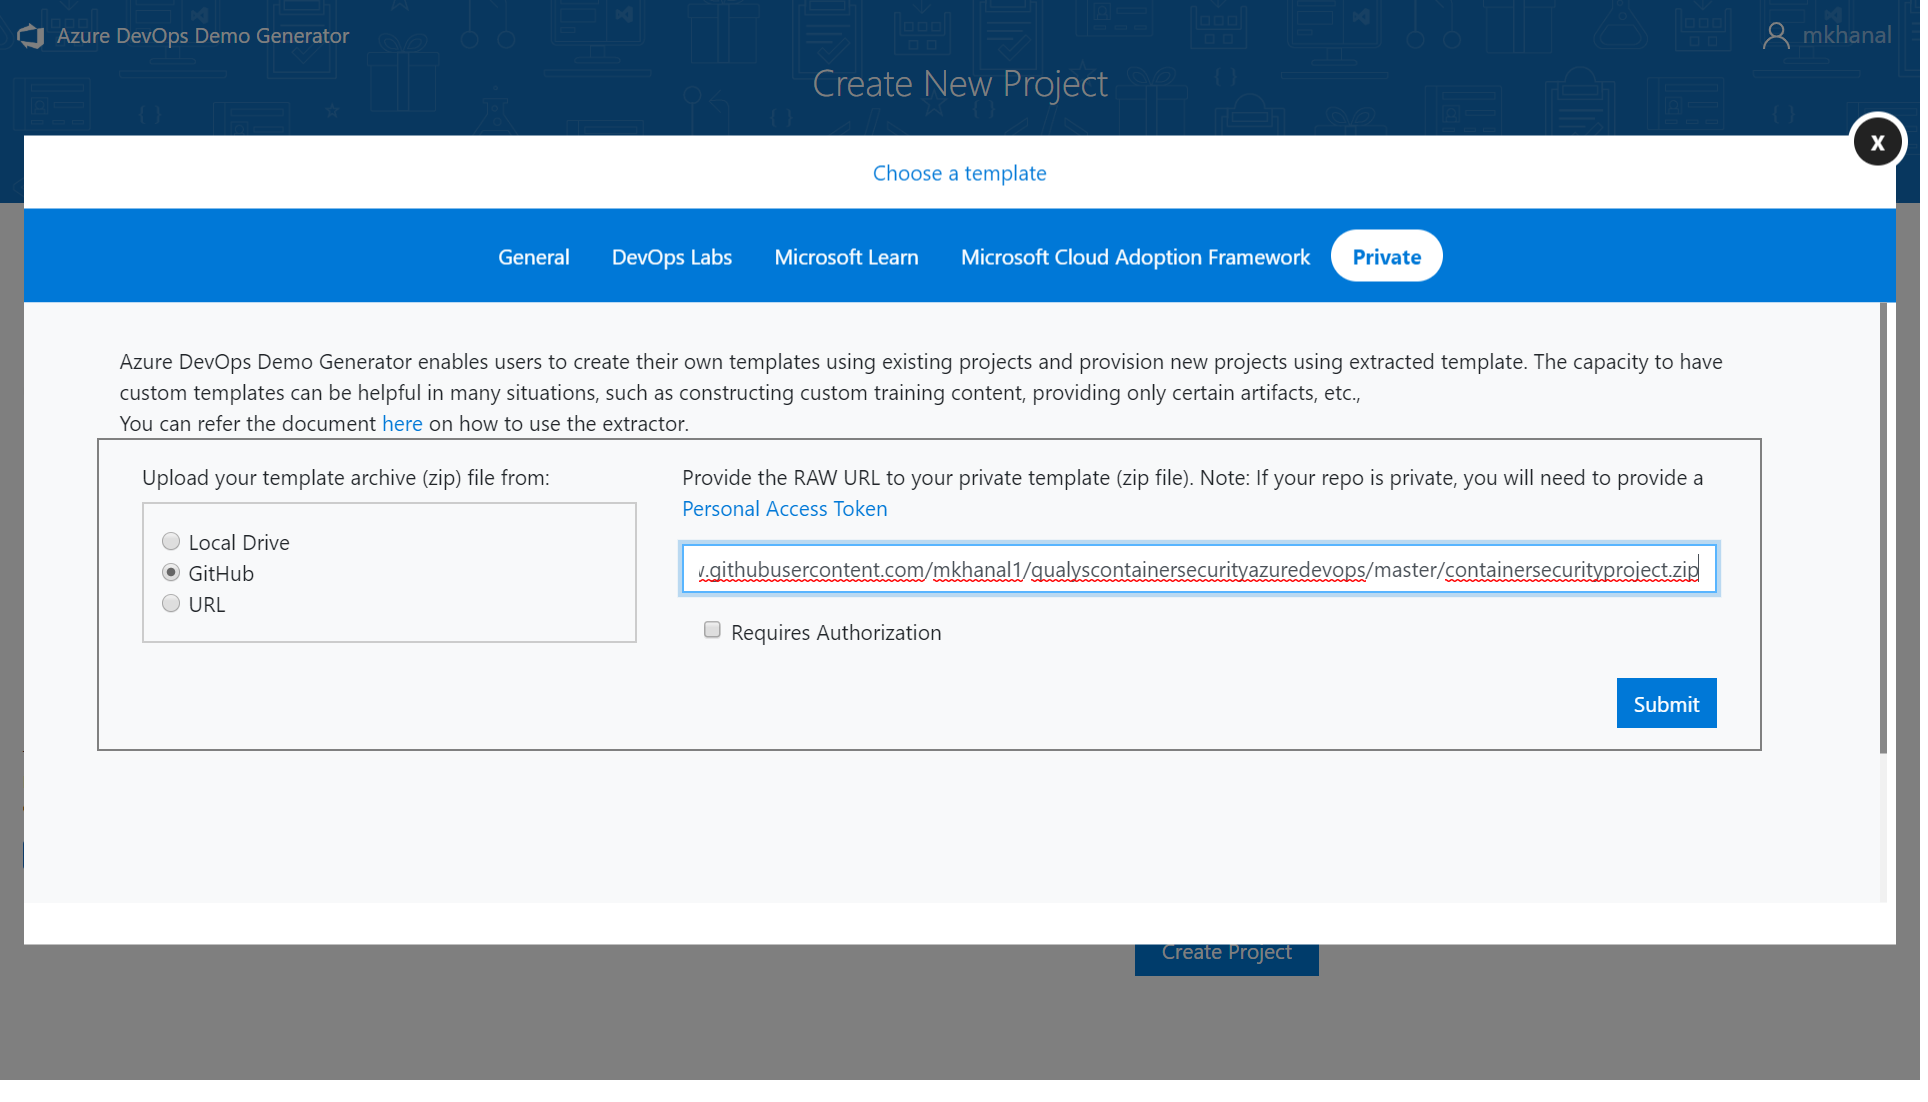 Azure DevOps Demo Generator
mkhanal
Create New Project
X
Choose a template
General
DevOps Labs
Microsoft Learn
Microsoft Cloud Adoption Framework
Private
Azure DevOps Demo Generator enables users to create their own templates using existing projects and provision new projects using extracted template. The capacity to have
custom templates can be helpful in many situations, such as constructing custom training content, providing only certain artifacts, etc.,
You can refer the document here on how to use the extractor.
Upload your template archive (zip) file from:
Local Drive
GitHub
URL
Provide the RAW URL to your private template (zip file). Note: If your repo is private, you will need to provide a
Personal Access Token
.githubusercontent.com/mkhanal1/qualyscontainersecurityazuredevops/master/containersecurityproject.zip
Requires Authorization
Submit
Create Project